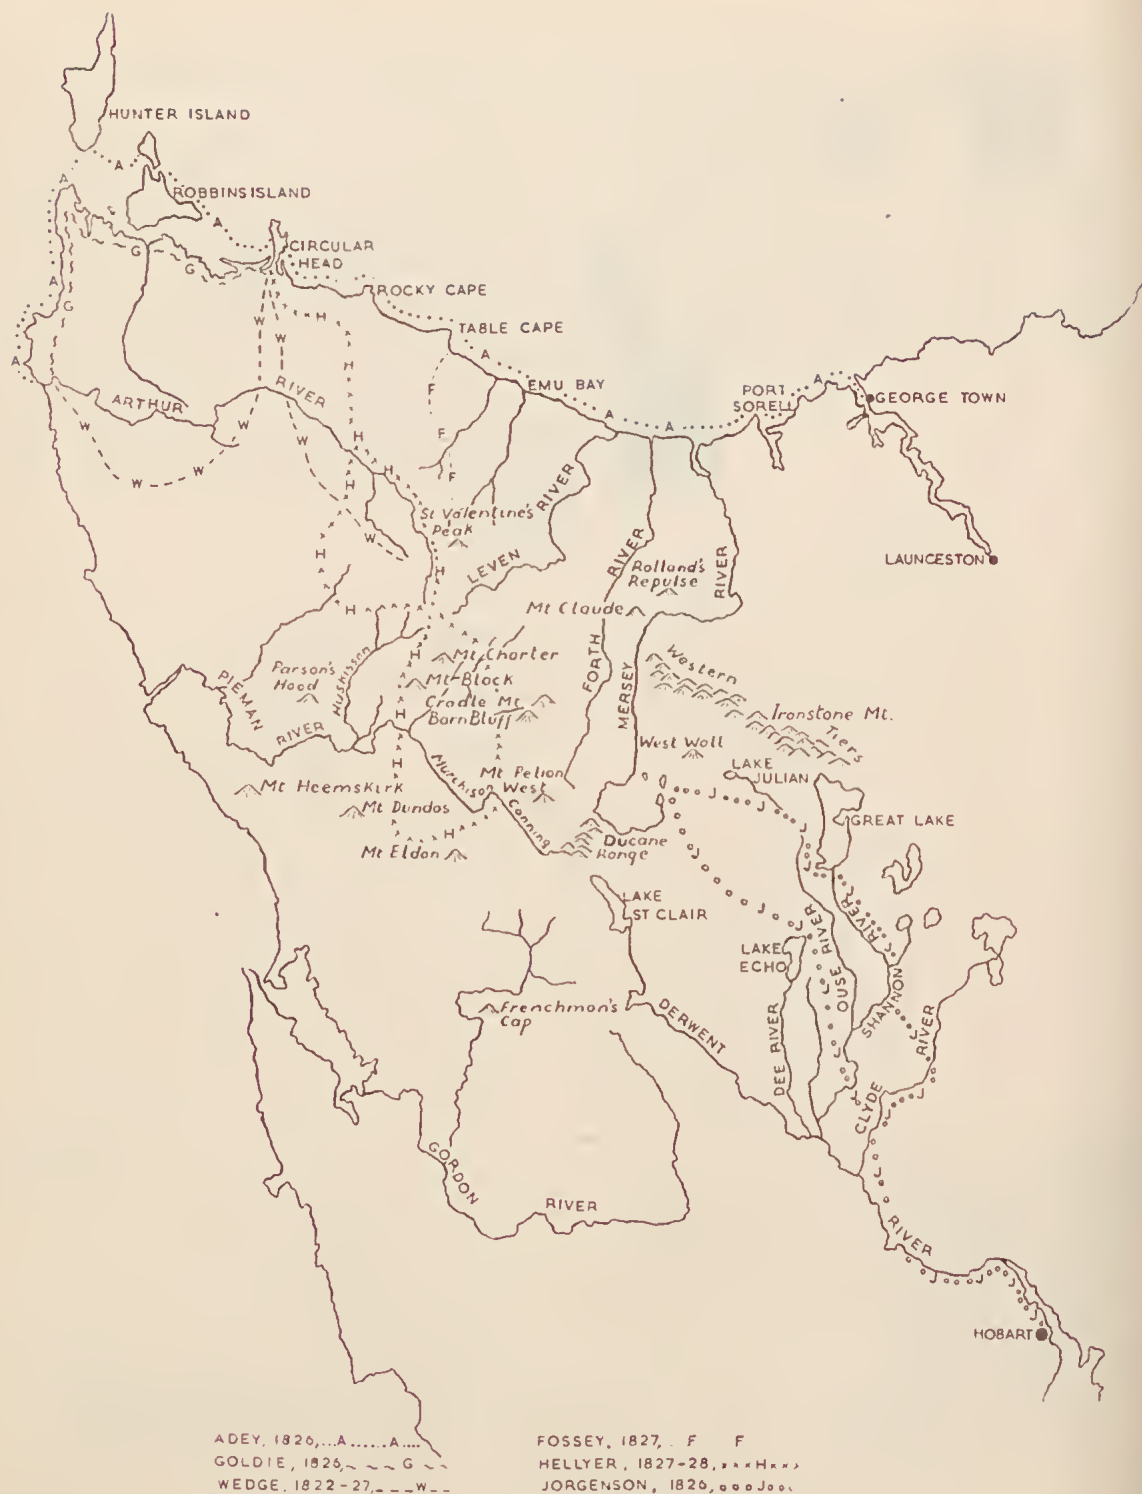 HUNTER ISLAND
A
A
ROBBINS ISLAND
A
G
G
G
CIRCULAR
HEAD
A
G
ROCKY CAPE
W
W
H
TABLE CAPE
A
A
H
F
EMU BAY
PORT
SORELL
A
GEORGE TOWN
ARTHUR
RIVER
A
A
W
W
W
F
H
H
W
W
H
F
St Valentine's
Peak
W
LEVEN
RIVER
RIVER
Rolland's
Repulse
RIVER
LAUNCESTON
H
H
H
Mt Claude
Mt Charter
H
Parson's
Hood
HUSKISSON
Mt Block
Cradle Mt
Barn Bluff
FORTH
MERSEY
Western
Ironstone Mt.
Tiers
PIEMAN
RIVER
H
H
West Wall
LAKE
JULIAN
Mt Heemskirk
Murchison
Mt Pelion
West
Canning
J
J
GREAT LAKE
Mt Dundas
H
Mt Eldon
Ducane
Range
J
J
LAKE
ST CLAIR
J
LAKE
ECHO
RIVER
OUSE
RIVER
SHANNON
J
J
J
Frenchman's
Cap
DERWENT
DEE RIVER
RIVER
J
J
CLYDE
J
J
GORDON
RIVER
J
RIVER
J
J
J
HOBART
ADEY, 1826,...A......A....
GOLDIE, 1826,~ ~ ~ G ~ ~
WEDGE, 1822-27,_ _ _W_ _
FOSSEY, 1827, . F F
HELLYER, 1827-28, xxxHxxx
JORGENSON, 1826, oooJoo.